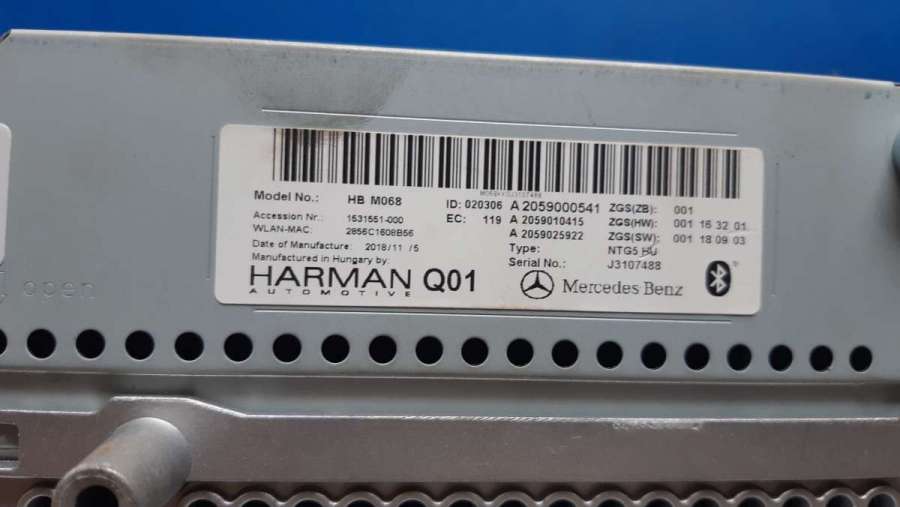 Model No.: HB M068 ID: 020306 A 2059000541 ZGS(ZB): 001
Accession Nr.: 1531551-000 EC: 119 A 2059010415 ZGS(HW): 001 16 32 01
WLAN-MAC: 2856C1608B56 A 2059025922 ZGS(SW): 001 18 09 03
Date of Manufacture: 2018/11 /5 Type: NTG5 HU
Manufactured in Hungary by: Serial No.: J3107488
HARMAN Q01 Mercedes Benz
AUTOMOTIVE
open